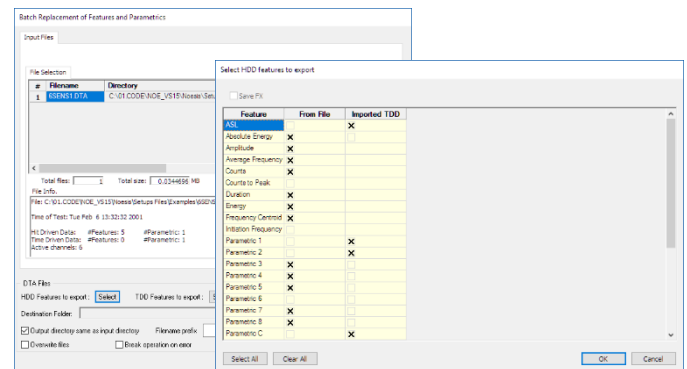 Batch Replacement of Features and Parametrics
Input Files
File Selection
# Filename Directory
1 6SENS1.DTA C:\01.CODE\NOE_VS15\Noesis\Setu
Total files: 1 Total size: 0.0344696 MB
File Info.
File: C:\01.CODE\NOE_VS15\Noesis\Setups Files\Examples\6SENS
Time of Test: Tue Feb 6 13:32:32 2001
Hit Driven Data: #Features: 5 #Parametric: 1
Time Driven Data: #Features: 0 #Parametric: 1
Active channels: 6
DTA Files
HDD Features to export: Select TDD Features to export: S
Destination Folder:
Output directory same as input directory Filename prefix
Overwrite files Break operation on error
Select HDD features to export
Save FX
Feature From File Imported TDD
ASL
Absolute Energy
Amplitude
Average Frequency
Counts
Counts to Peak
Duration
Energy
Frequency Centroid
Initiation Frequency
Parametric 1
Parametric 2
Parametric 3
Parametric 4
Parametric 5
Parametric 6
Parametric 7
Parametric 8
Parametric C
Select All Clear All OK Cancel